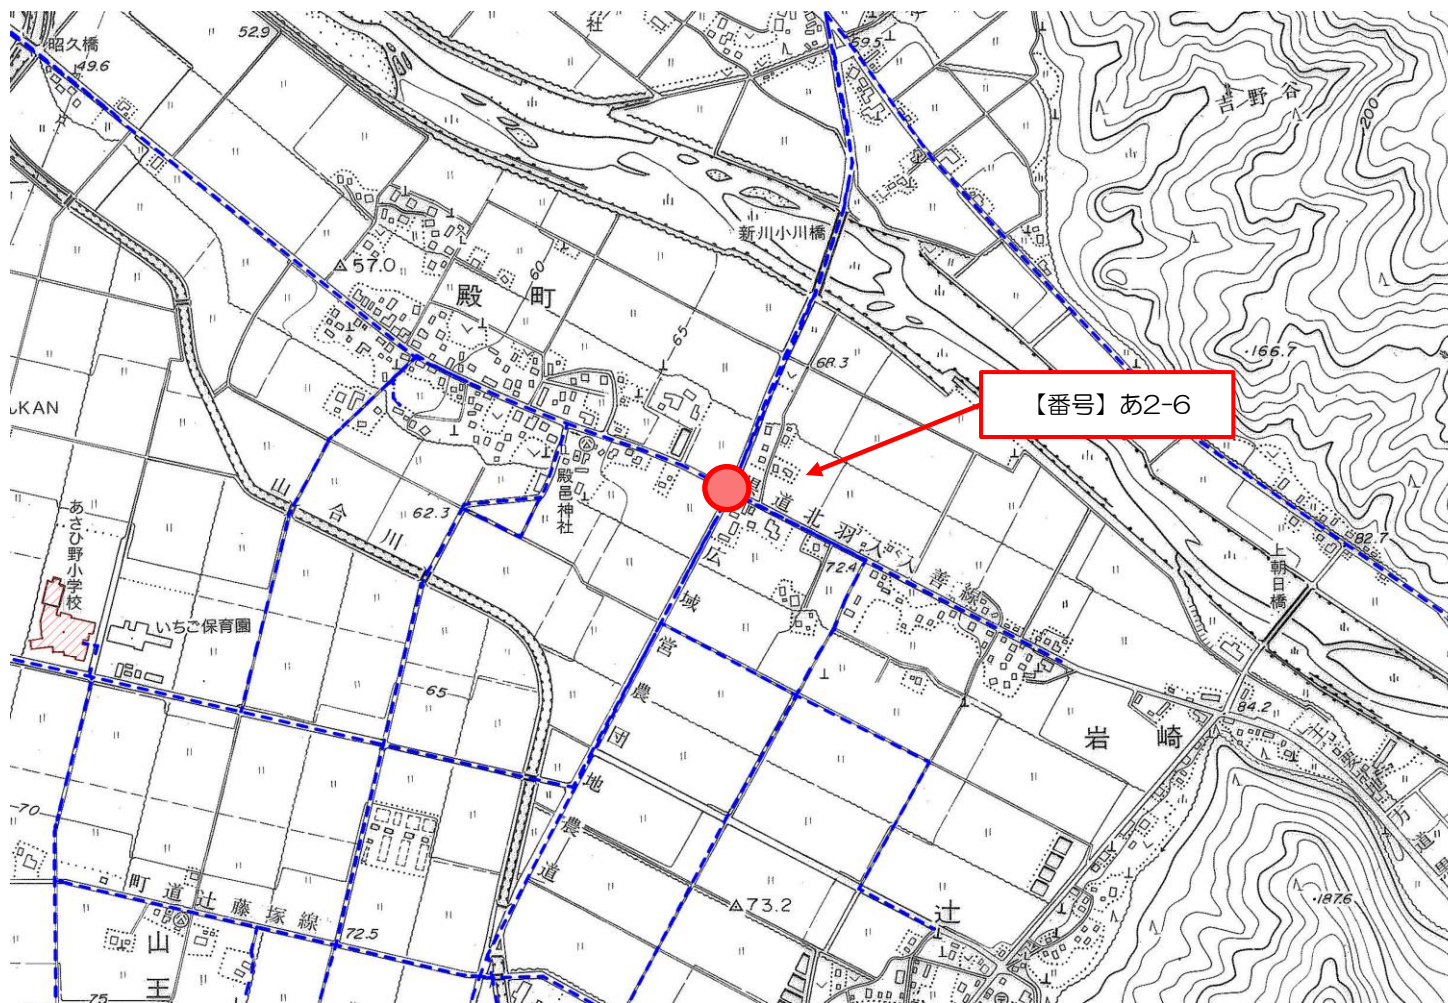 昭久橋
49.6
52.9
社
59.5
吉野谷
200
新川小川橋
57.0
殿町
60
65
68.3
166.7
【番号】あ2-6
KAN
山合川
62.3
殿邑神社
県道北羽入入善線
72.4
82.7
上朝日橋
あさひ野小学校
いちご保育園
65
広域営農団地農道
84.2
岩崎
70
町道辻藤塚線
72.5
73.2
辻
187.6
山王
75